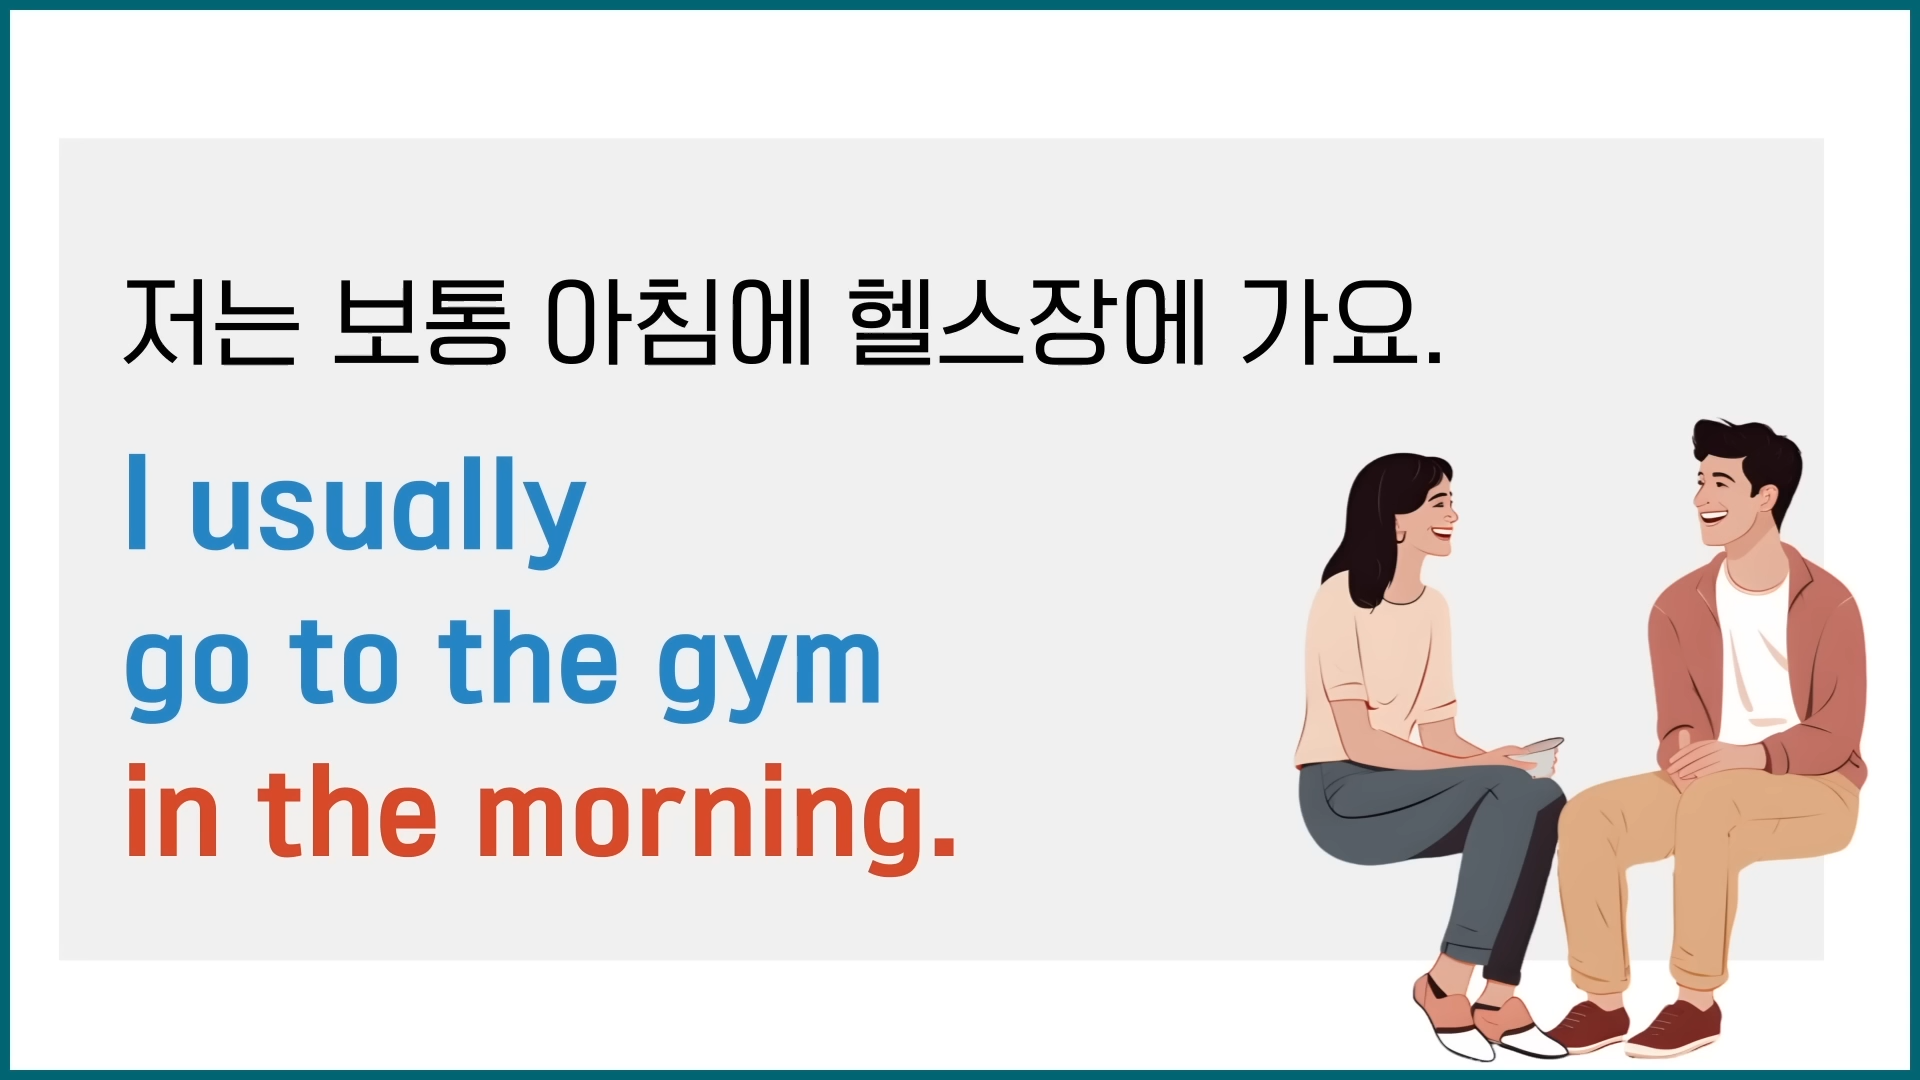 저는 보통 아침에 헬스장에 가요.
I usually
go to the gym
in the morning.